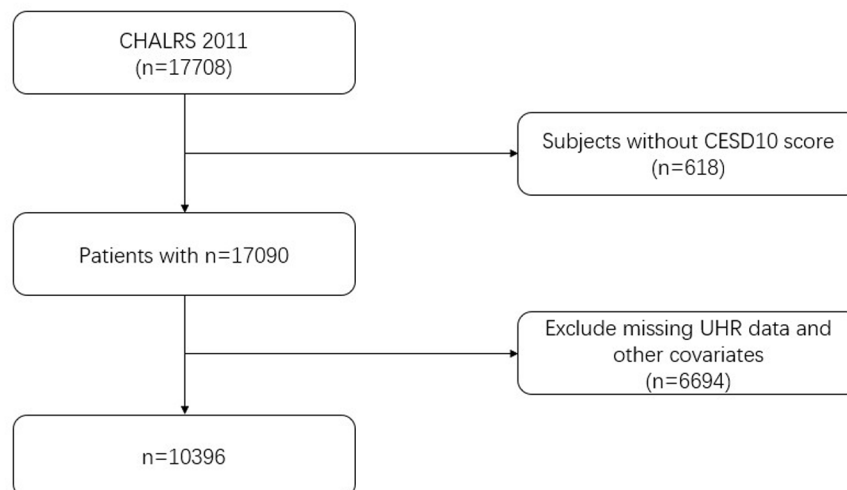 CHALRS 2011
(n=17708)
Subjects without CESD10 score
(n=618)
Patients with n=17090
Exclude missing UHR data and
other covariates
(n=6694)
n=10396